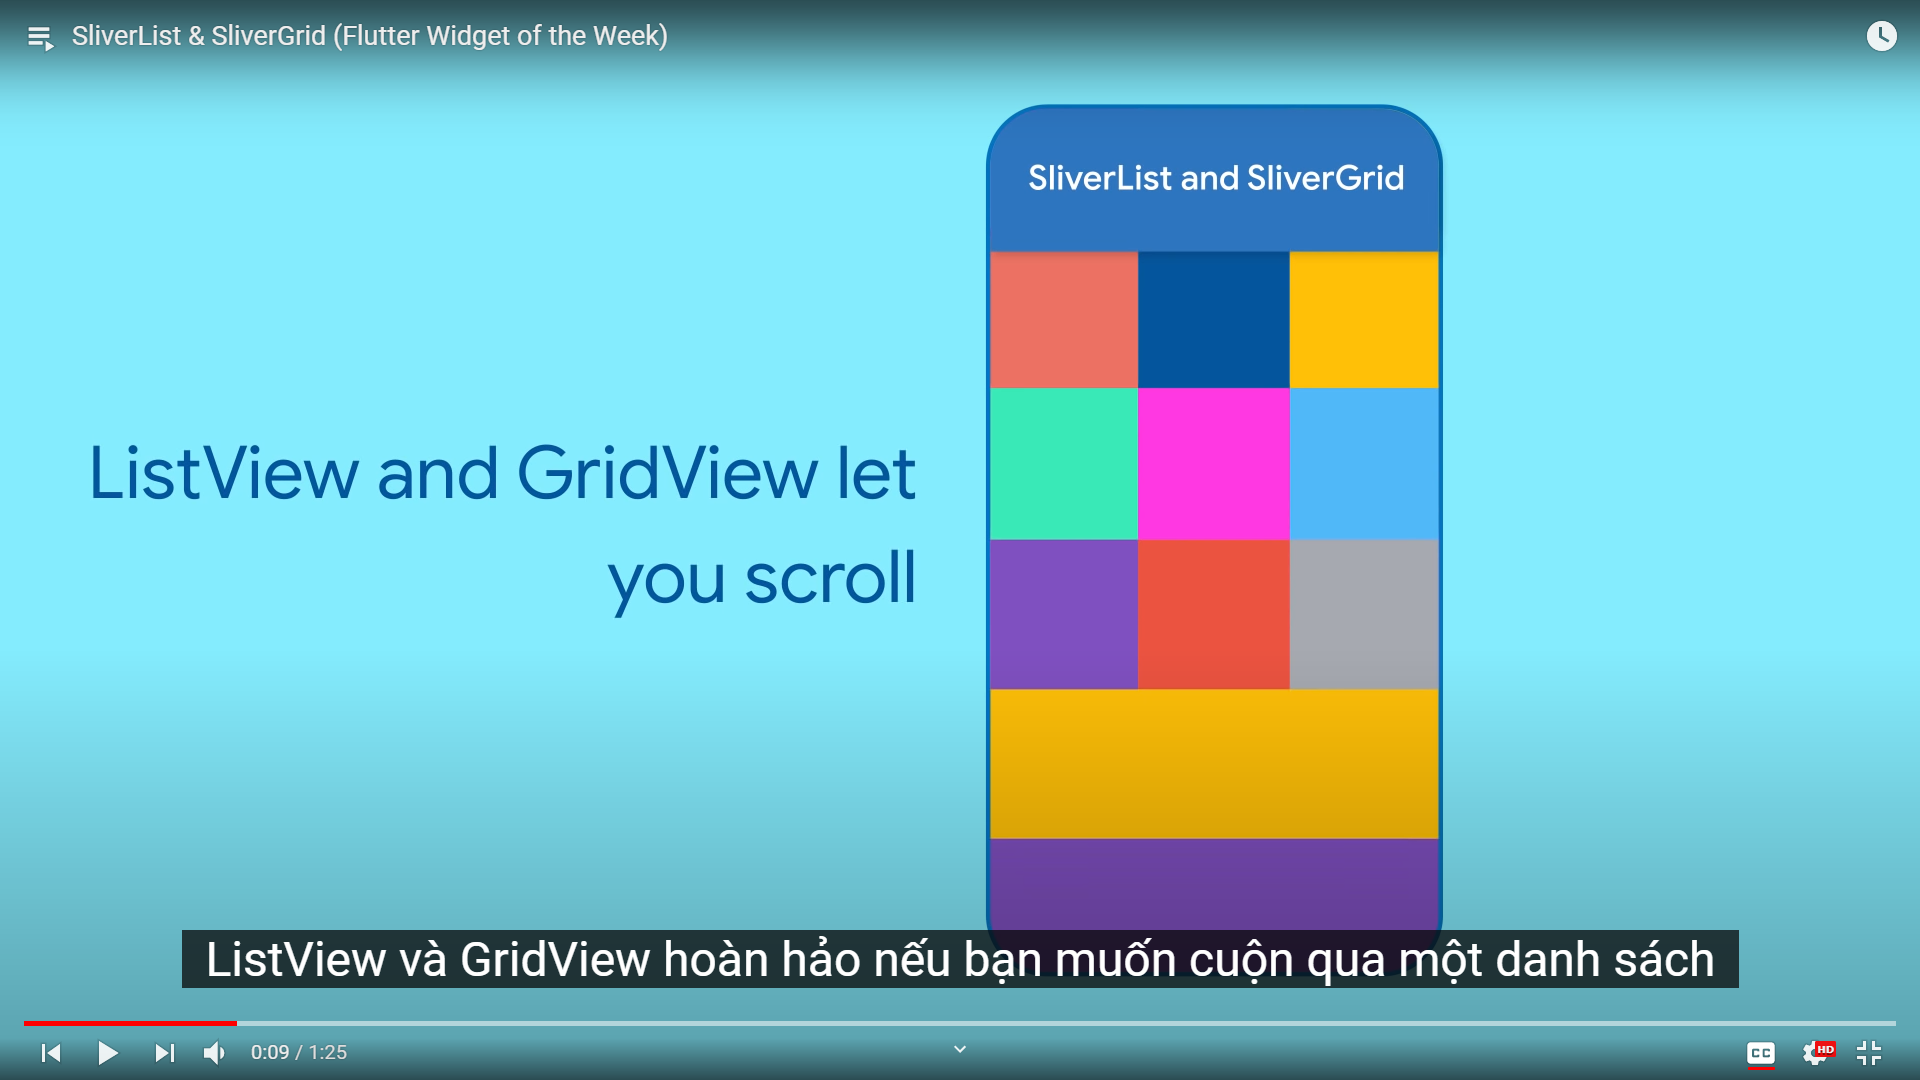 SliverList & SliverGrid (Flutter Widget of the Week)
SliverList and SliverGrid
ListView and GridView let
you scroll
ListView và GridView hoàn hảo nếu bạn muốn cuộn qua một danh sách
0:09 / 1:25
CC
HD